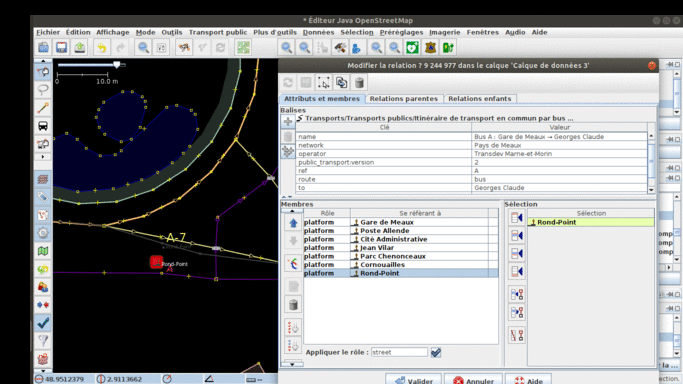 * Éditeur Java OpenStreetMap
Fichier Édition Affichage Mode Outils Transport public Plus d'outils Données Sélection Préréglages Imagerie Fenêtres Audio Aide
0 10.0 m
A-7
Rond-Point
Modifier la relation 7 9 244 977 dans le calque 'Calque de données 3'
Attributs et membres Relations parentes Relations enfants
Balises
Transports/Transports publics/Itinéraire de transport en commun par bus ...
Clé Valeur
name Bus A : Gare de Meaux → Georges Claude
network Pays de Meaux
operator Transdev Marne-et-Morin
public_transport:version 2
ref A
route bus
to Georges Claude
Membres Sélection
Rôle Se référant à Sélection
platform Gare de Meaux Rond-Point
platform Poste Allende
platform Cité Administrative
platform Jean Vilar
platform Parc Chenonceaux
platform Cornouailles
platform Rond-Point
Appliquer le rôle : street
Valider Annuler Aide
48.9512379 2.9113662